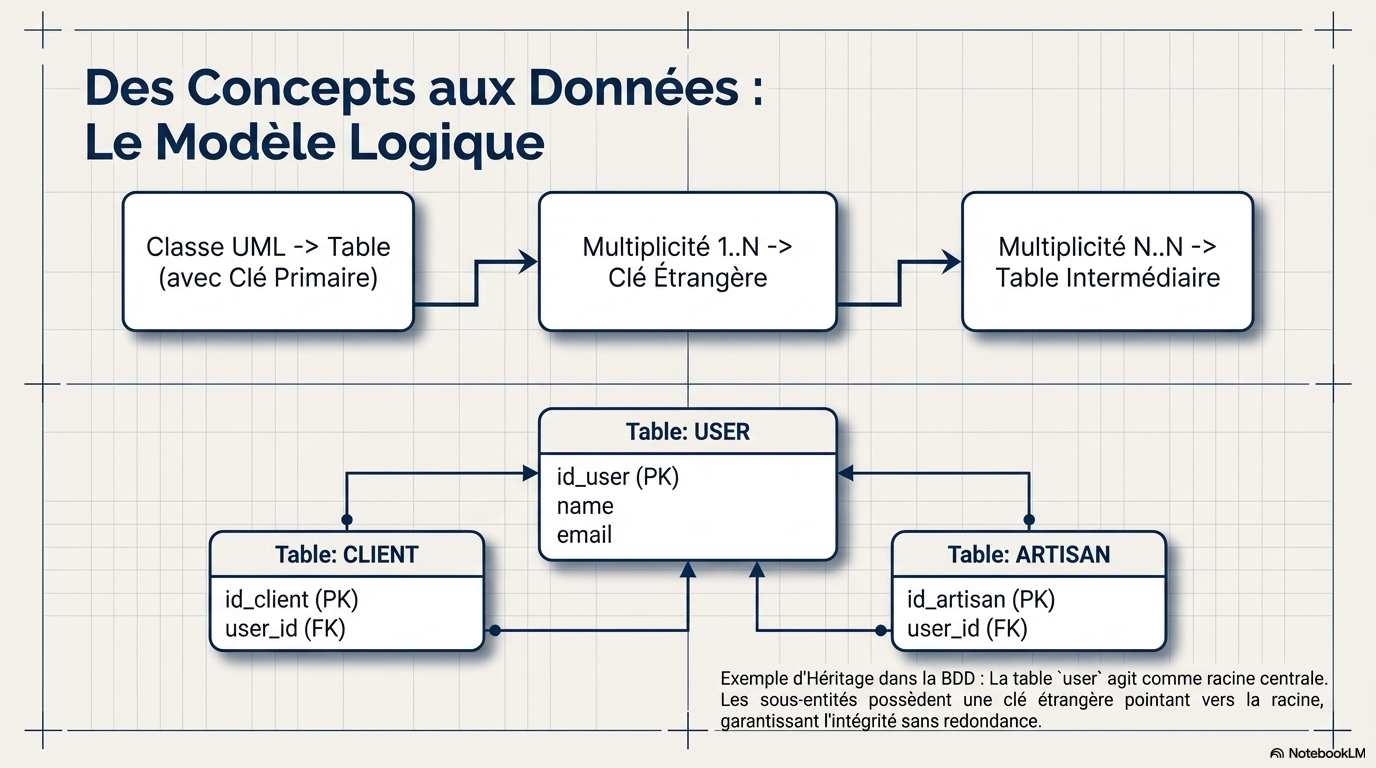 Des Concepts aux Données :
Le Modèle Logique
Classe UML -> Table
(avec Clé Primaire)
Multiplicité 1..N ->
Clé Étrangère
Multiplicité N..N ->
Table Intermédiaire
Table: USER
id_user (PK)
name
email
Table: CLIENT
id_client (PK)
user_id (FK)
Table: ARTISAN
id_artisan (PK)
user_id (FK)
Exemple d'Héritage dans la BDD : La table `user` agit comme racine centrale.
Les sous-entités possèdent une clé étrangère pointant vers la racine,
garantissant l'intégrité sans redondance.
NotebookLM